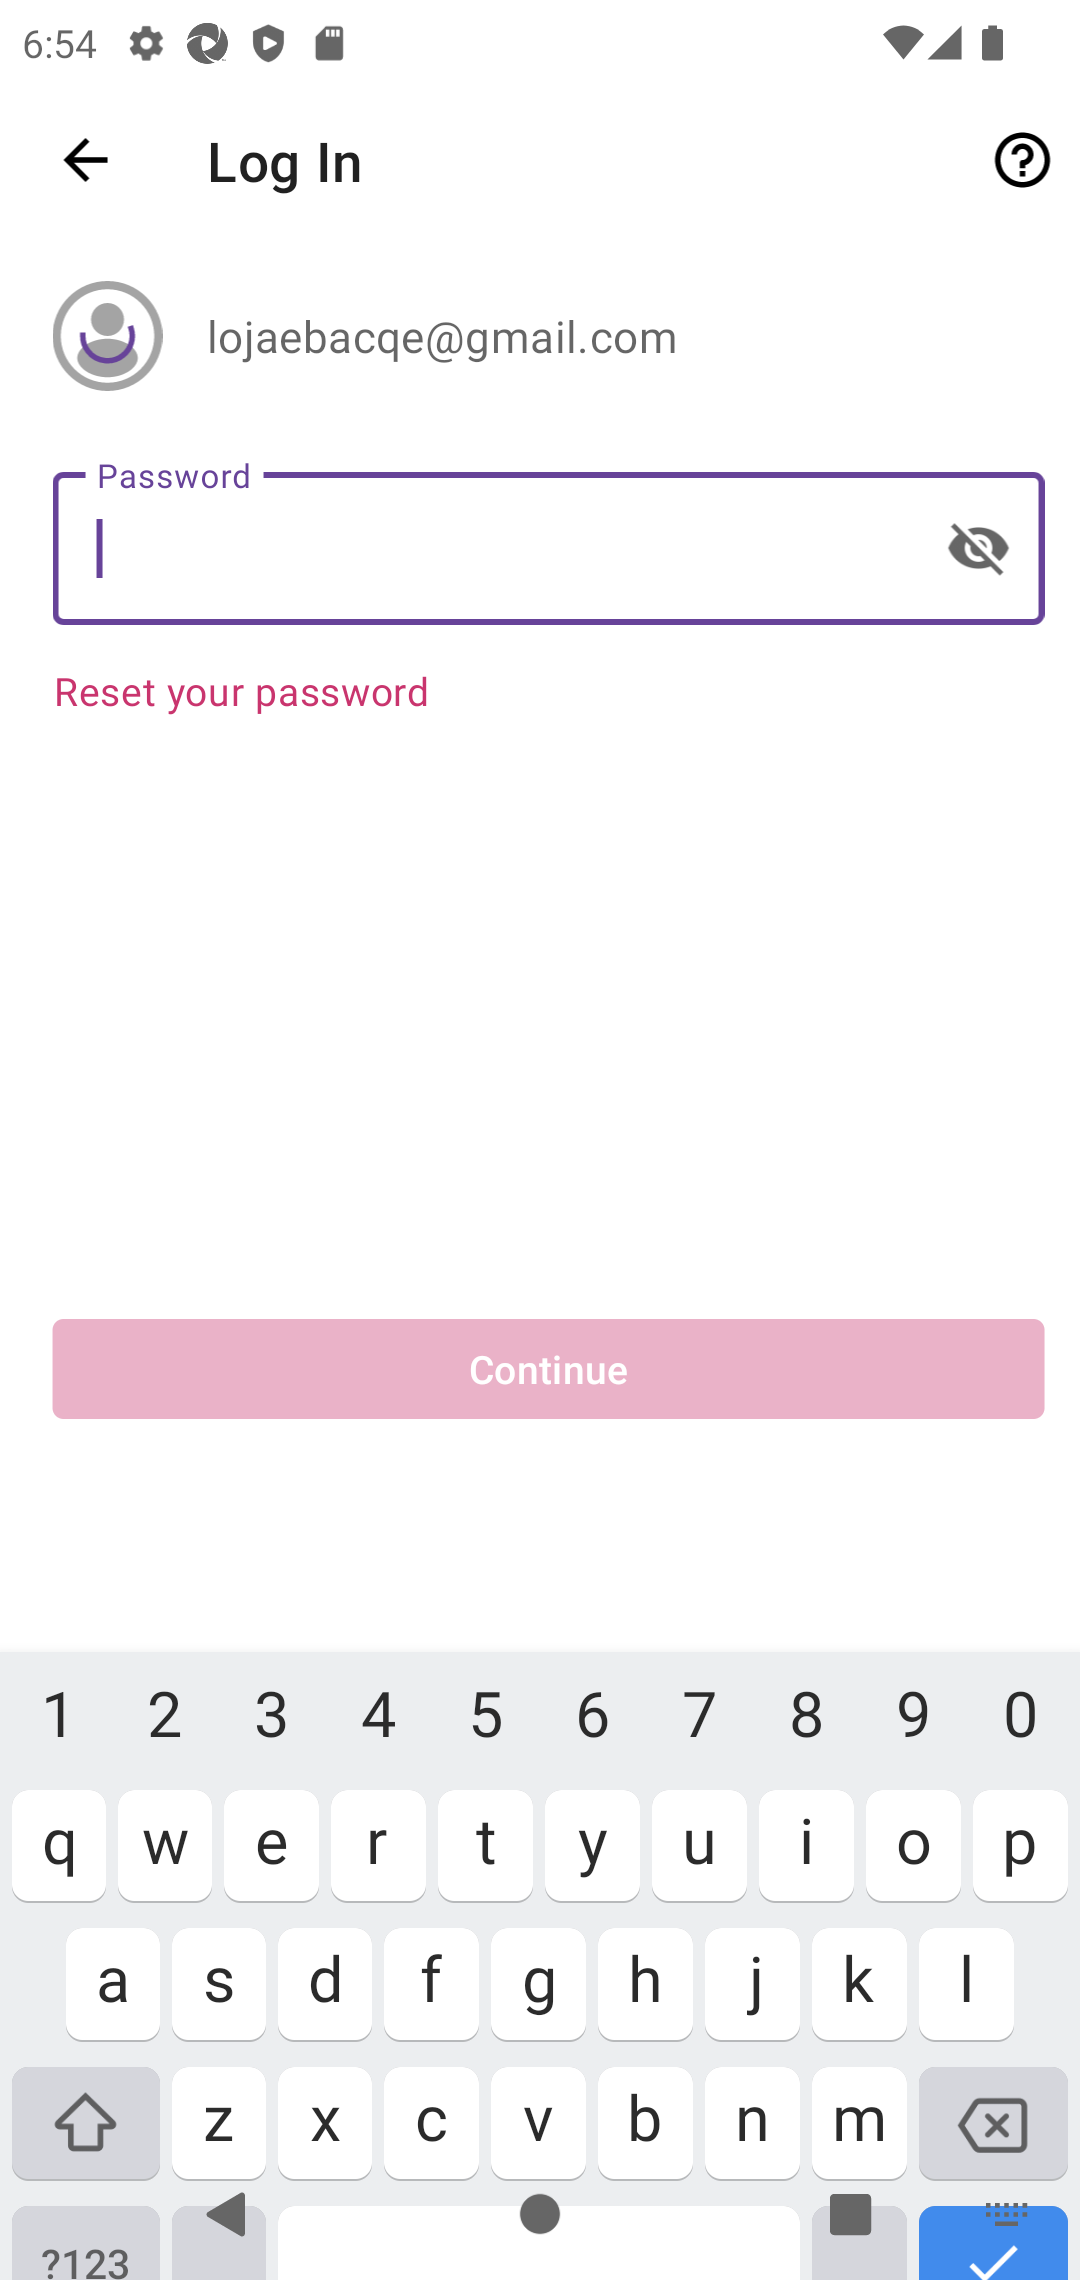 6:54
Log In
lojaebacqe@gmail.com
Password
Reset your password
Continue
1 2 3 4 5 6 7 8 9 0
q w e r t y u i o p
a s d f g h j k l
z x c v b n m
?123